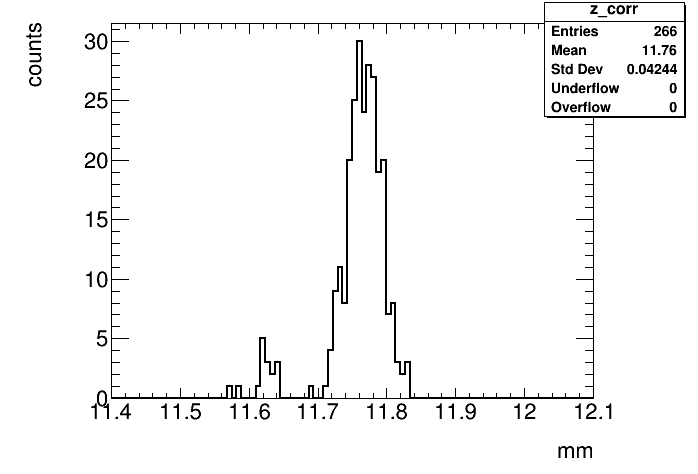 z_corr
Entries 266
Mean 11.76
Std Dev 0.04244
Underflow 0
Overflow 0
counts
30
25
20
15
10
5
0
11.4 11.5 11.6 11.7 11.8 11.9 12 12.1
mm